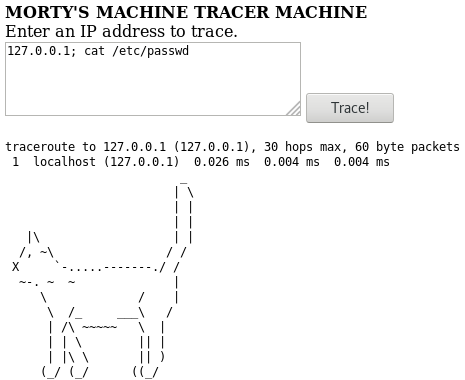 MORTY'S MACHINE TRACER MACHINE
Enter an IP address to trace.
127.0.0.1; cat /etc/passwd
Trace!
traceroute to 127.0.0.1 (127.0.0.1), 30 hops max, 60 byte packets
1 localhost (127.0.0.1) 0.026 ms 0.004 ms 0.004 ms